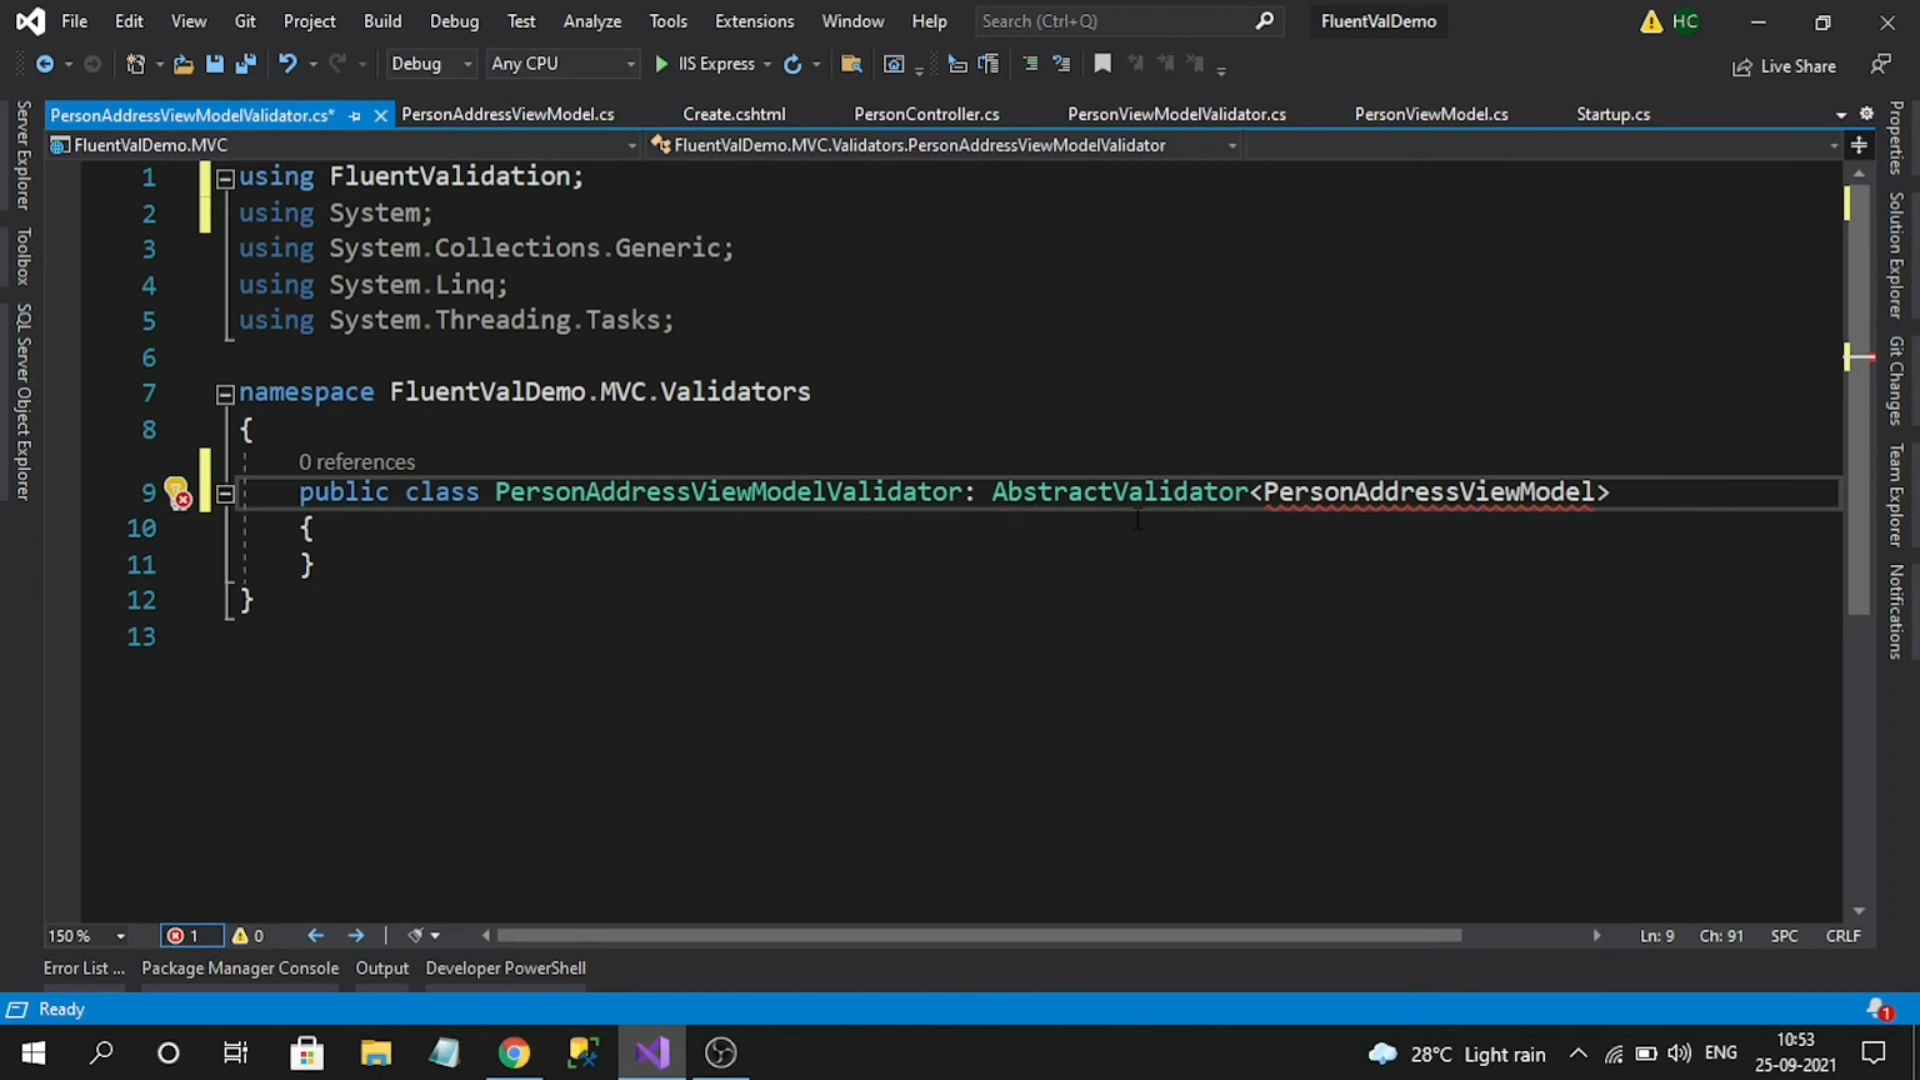 File Edit View Git Project Build Debug Test Analyze Tools Extensions Window Help Search (Ctrl+Q) FluentValDemo HC
Debug Any CPU IIS Express Live Share
PersonAddressViewModelValidator.cs* PersonAddressViewModel.cs Create.cshtml PersonController.cs PersonViewModelValidator.cs PersonViewModel.cs Startup.cs
FluentValDemo.MVC FluentValDemo.MVC.Validators.PersonAddressViewModelValidator
Server Explorer
Toolbox
SQL Server Object Explorer
1 using FluentValidation;
2 using System;
3 using System.Collections.Generic;
4 using System.Linq;
5 using System.Threading.Tasks;
6
7 namespace FluentValDemo.MVC.Validators
8 {
0 references
9 public class PersonAddressViewModelValidator: AbstractValidator<PersonAddressViewModel>
10 {
11 }
12 }
13
Properties
Solution Explorer
Git Changes
Team Explorer
Notifications
150 % 1 0 Ln: 9 Ch: 91 SPC CRLF
Error List ... Package Manager Console Output Developer PowerShell
Ready 1
28°C Light rain ENG 10:53
25-09-2021